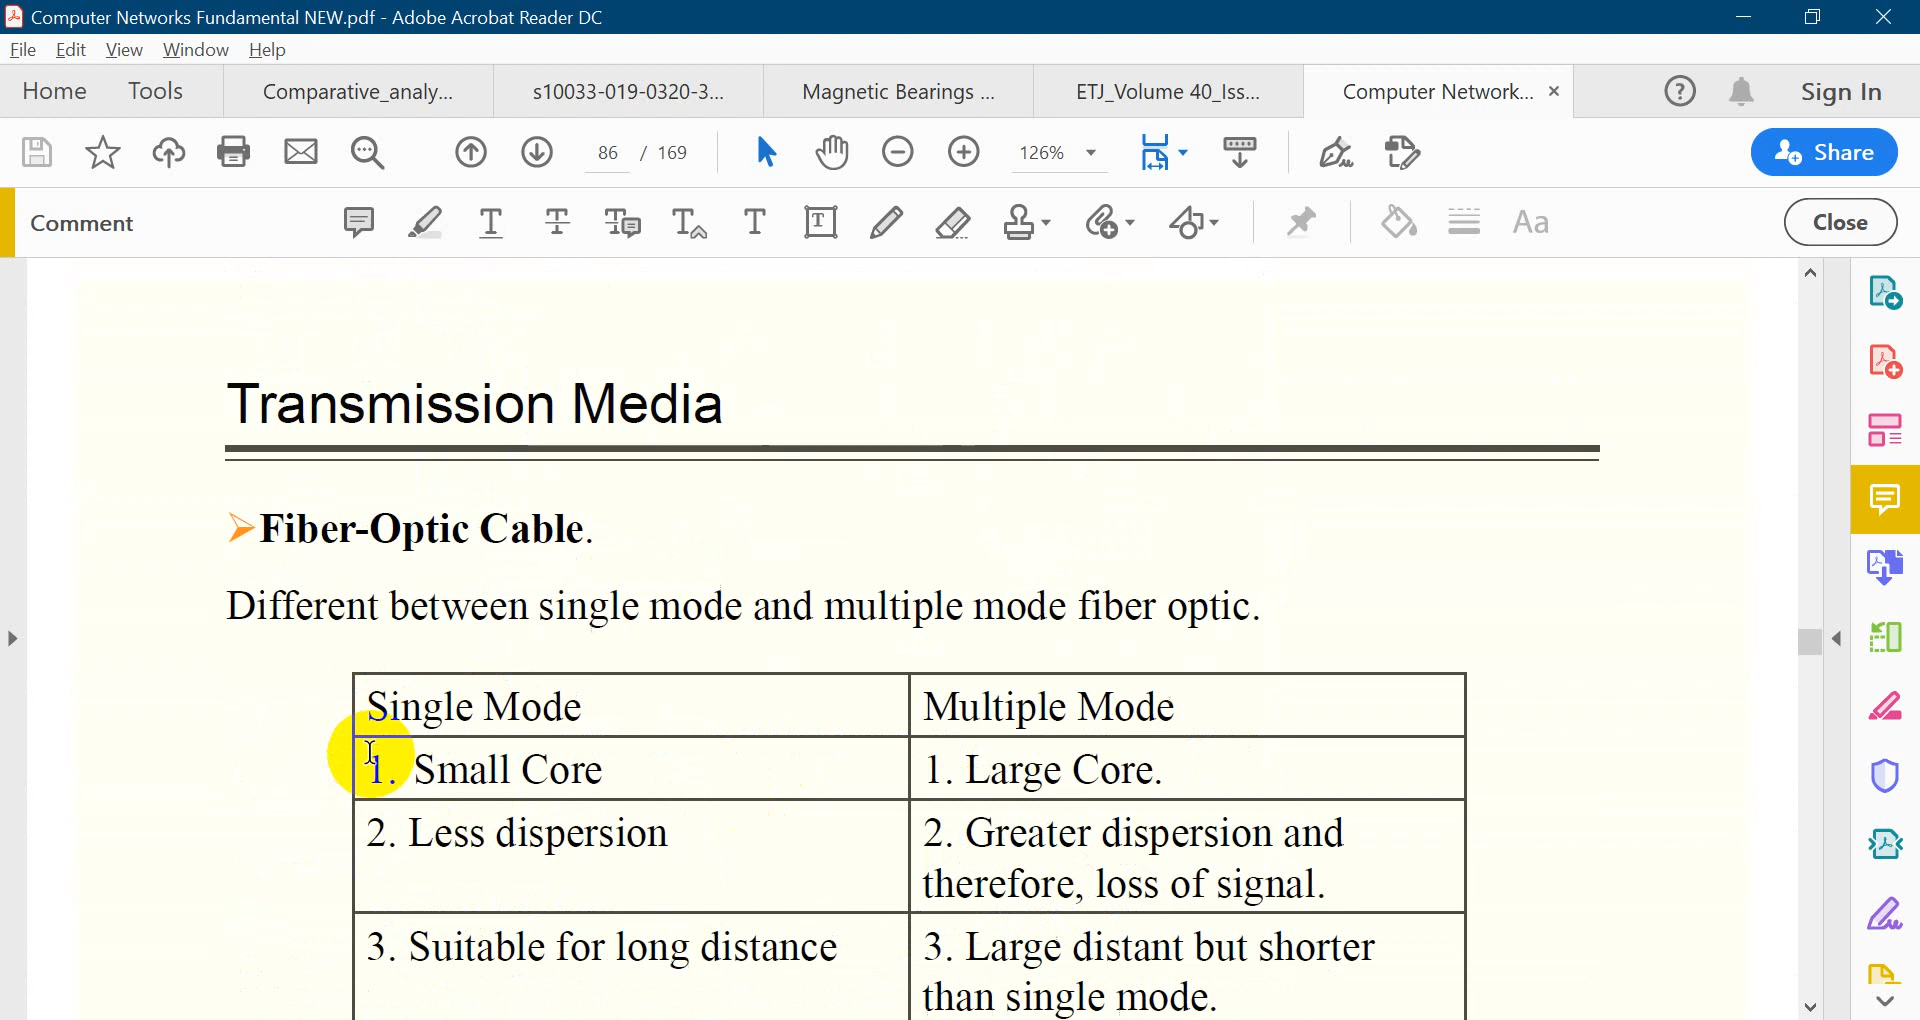 Computer Networks Fundamental NEW.pdf - Adobe Acrobat Reader DC
File Edit View Window Help
Home Tools Comparative_analy... s10033-019-0320-3... Magnetic Bearings ... ETJ_Volume 40_Iss... Computer Network... × Sign In
86 / 169 126% Share
Comment Aa Close
Transmission Media
➢Fiber-Optic Cable.
Different between single mode and multiple mode fiber optic.
Single Mode Multiple Mode
1. Small Core 1. Large Core.
2. Less dispersion 2. Greater dispersion and
therefore, loss of signal.
3. Suitable for long distance 3. Large distant but shorter
than single mode.